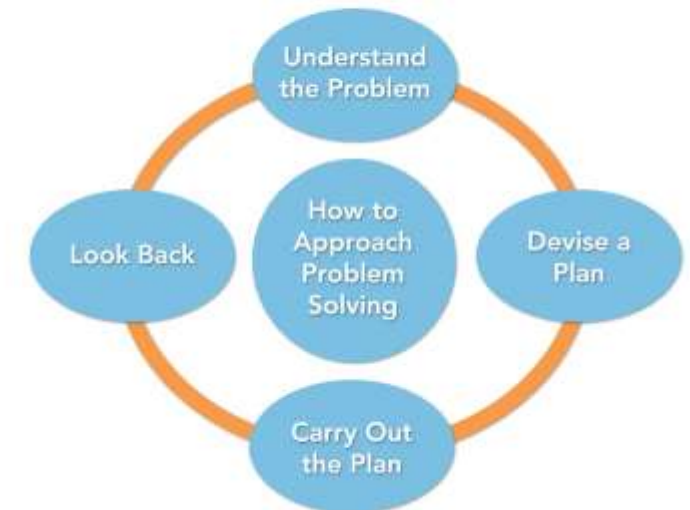 Understand
the Problem
How to
Approach
Problem
Solving
Look Back
Devise a
Plan
Carry Out
the Plan